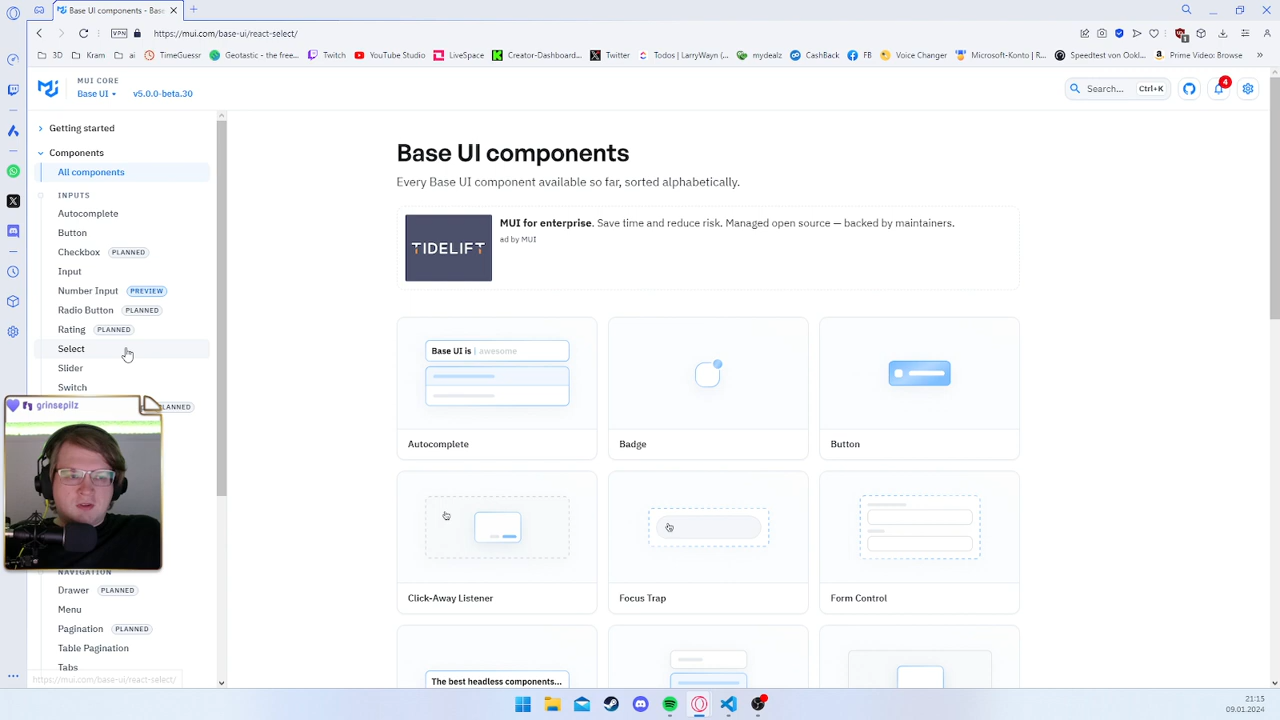 Base UI components - Bas
VPN
https://mui.com/base-ui/react-select/
3D
Kram
ai
TimeGuess
Geotastic - the free...
Twitch
YouTube Studio
LiveSpace
Creator-Dashboard...
Twitter
Todos | LarryWayn | ...
mydealz
CashBack
FB
Voice Changer
Microsoft-Konto | R...
Speedtest von Ookl...
Prime Video: Browse
MUI CORE
Base UI
v5.0.0-beta.30
Search...
Ctrl+K
4
Getting started
Components
All components
INPUTS
Autocomplete
Button
Checkbox PLANNED
Input
Number Input PREVIEW
Radio Button PLANNED
Rating PLANNED
Select
Slider
Switch
PLANNED
grinsepilz
NAVIGATION
Drawer PLANNED
Menu
Pagination PLANNED
Table Pagination
Tabs
https://mui.com/base-ui/react-select/
Base UI components
Every Base UI component available so far, sorted alphabetically.
TIDELIFT
MUI for enterprise. Save time and reduce risk. Managed open source — backed by maintainers.
ad by MUI
Base UI is | awesome
Autocomplete
Badge
Button
Click-Away Listener
Focus Trap
Form Control
The best headless components...
21:15
09.01.2024